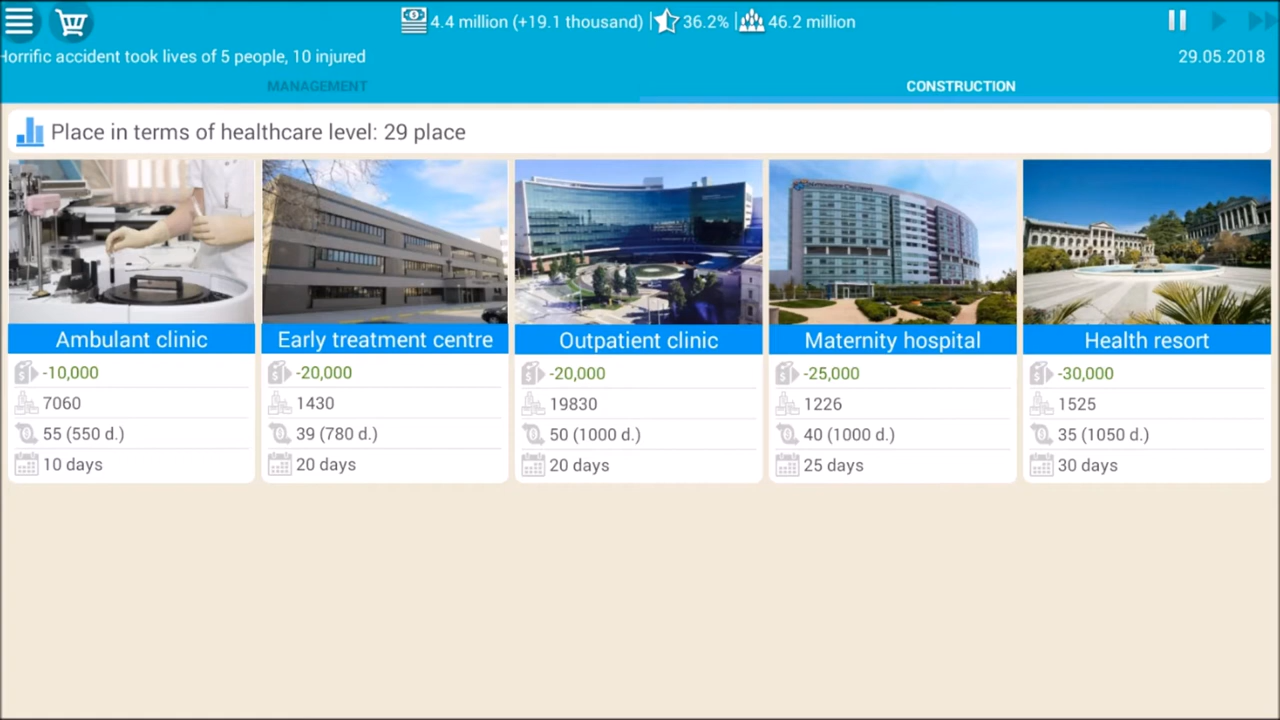 4.4 million (+19.1 thousand) 36.2% 46.2 million
Horrific accident took lives of 5 people, 10 injured
29.05.2018
MANAGEMENT
CONSTRUCTION
Place in terms of healthcare level: 29 place
Ambulant clinic
-10,000
7060
55 (550 d.)
10 days
Early treatment centre
-20,000
1430
39 (780 d.)
20 days
Outpatient clinic
-20,000
19830
50 (1000 d.)
20 days
Maternity hospital
-25,000
1226
40 (1000 d.)
25 days
Health resort
-30,000
1525
35 (1050 d.)
30 days